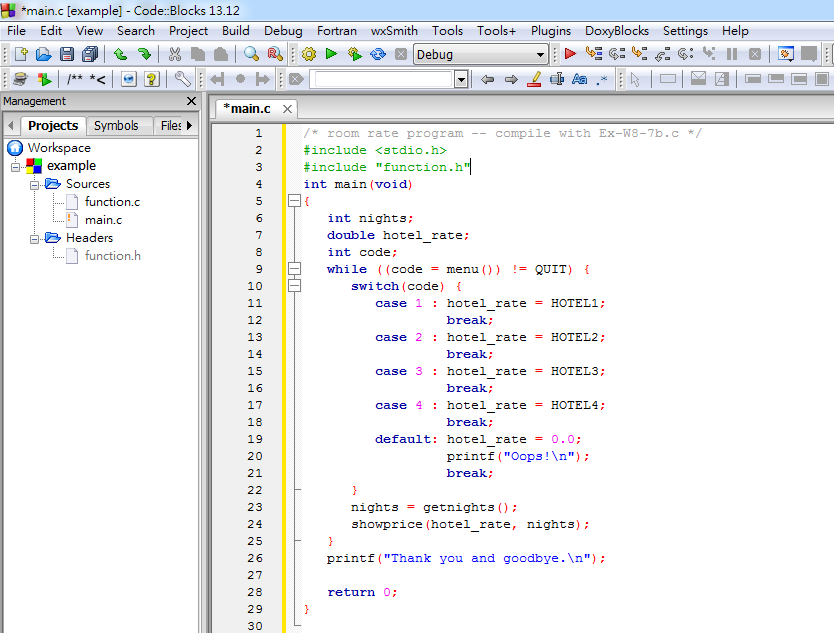 *main.c [example] - Code::Blocks 13.12
File Edit View Search Project Build Debug Fortran wxSmith Tools Tools+ Plugins DoxyBlocks Settings Help
Debug
/** *<
Aa .*
Management
Projects Symbols Files
*main.c
Workspace
example
Sources
function.c
main.c
Headers
function.h
1 /* room rate program -- compile with Ex-W8-7b.c */
2 #include <stdio.h>
3 #include "function.h"
4 int main(void)
5 {
6 int nights;
7 double hotel_rate;
8 int code;
9 while ((code = menu()) != QUIT) {
10 switch(code) {
11 case 1 : hotel_rate = HOTEL1;
12 break;
13 case 2 : hotel_rate = HOTEL2;
14 break;
15 case 3 : hotel_rate = HOTEL3;
16 break;
17 case 4 : hotel_rate = HOTEL4;
18 break;
19 default: hotel_rate = 0.0;
20 printf("Oops!\n");
21 break;
22 }
23 nights = getnights();
24 showprice(hotel_rate, nights);
25 }
26 printf("Thank you and goodbye.\n");
27
28 return 0;
29 }
30